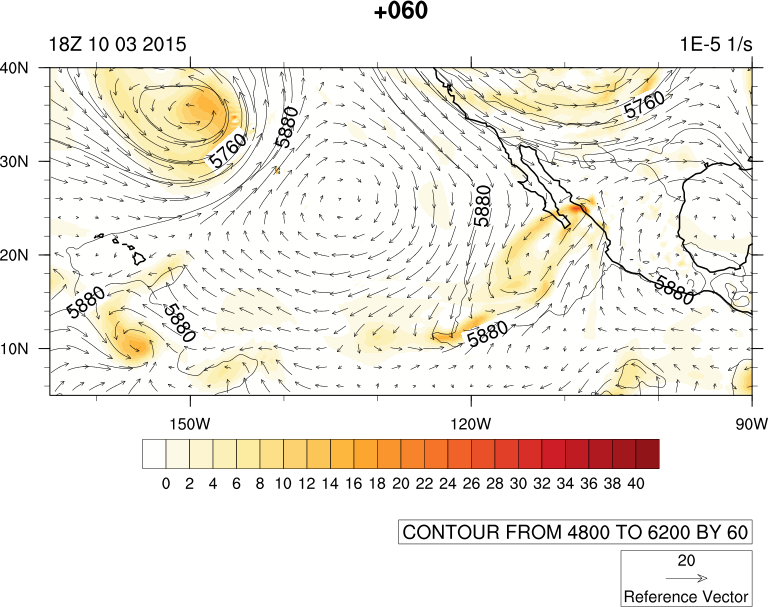 +060
18Z 10 03 2015 1E-5 1/s
40N
5760
5880
5760
30N
5880
20N
5880
5880
5880
5880
10N
150W 120W 90W
0 2 4 6 8 10 12 14 16 18 20 22 24 26 28 30 32 34 36 38 40
CONTOUR FROM 4800 TO 6200 BY 60
20
Reference Vector